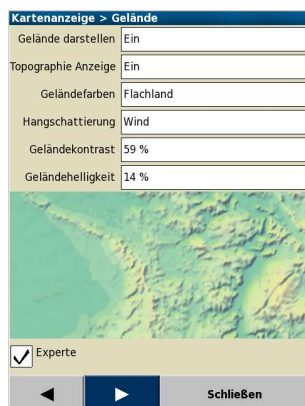 Kartenanzeige > Gelände
Gelände darstellen Ein
Topographie Anzeige Ein
Geländefarben Flachland
Hangschattierung Wind
Geländekontrast 59 %
Geländehelligkeit 14 %
Experte
Schließen